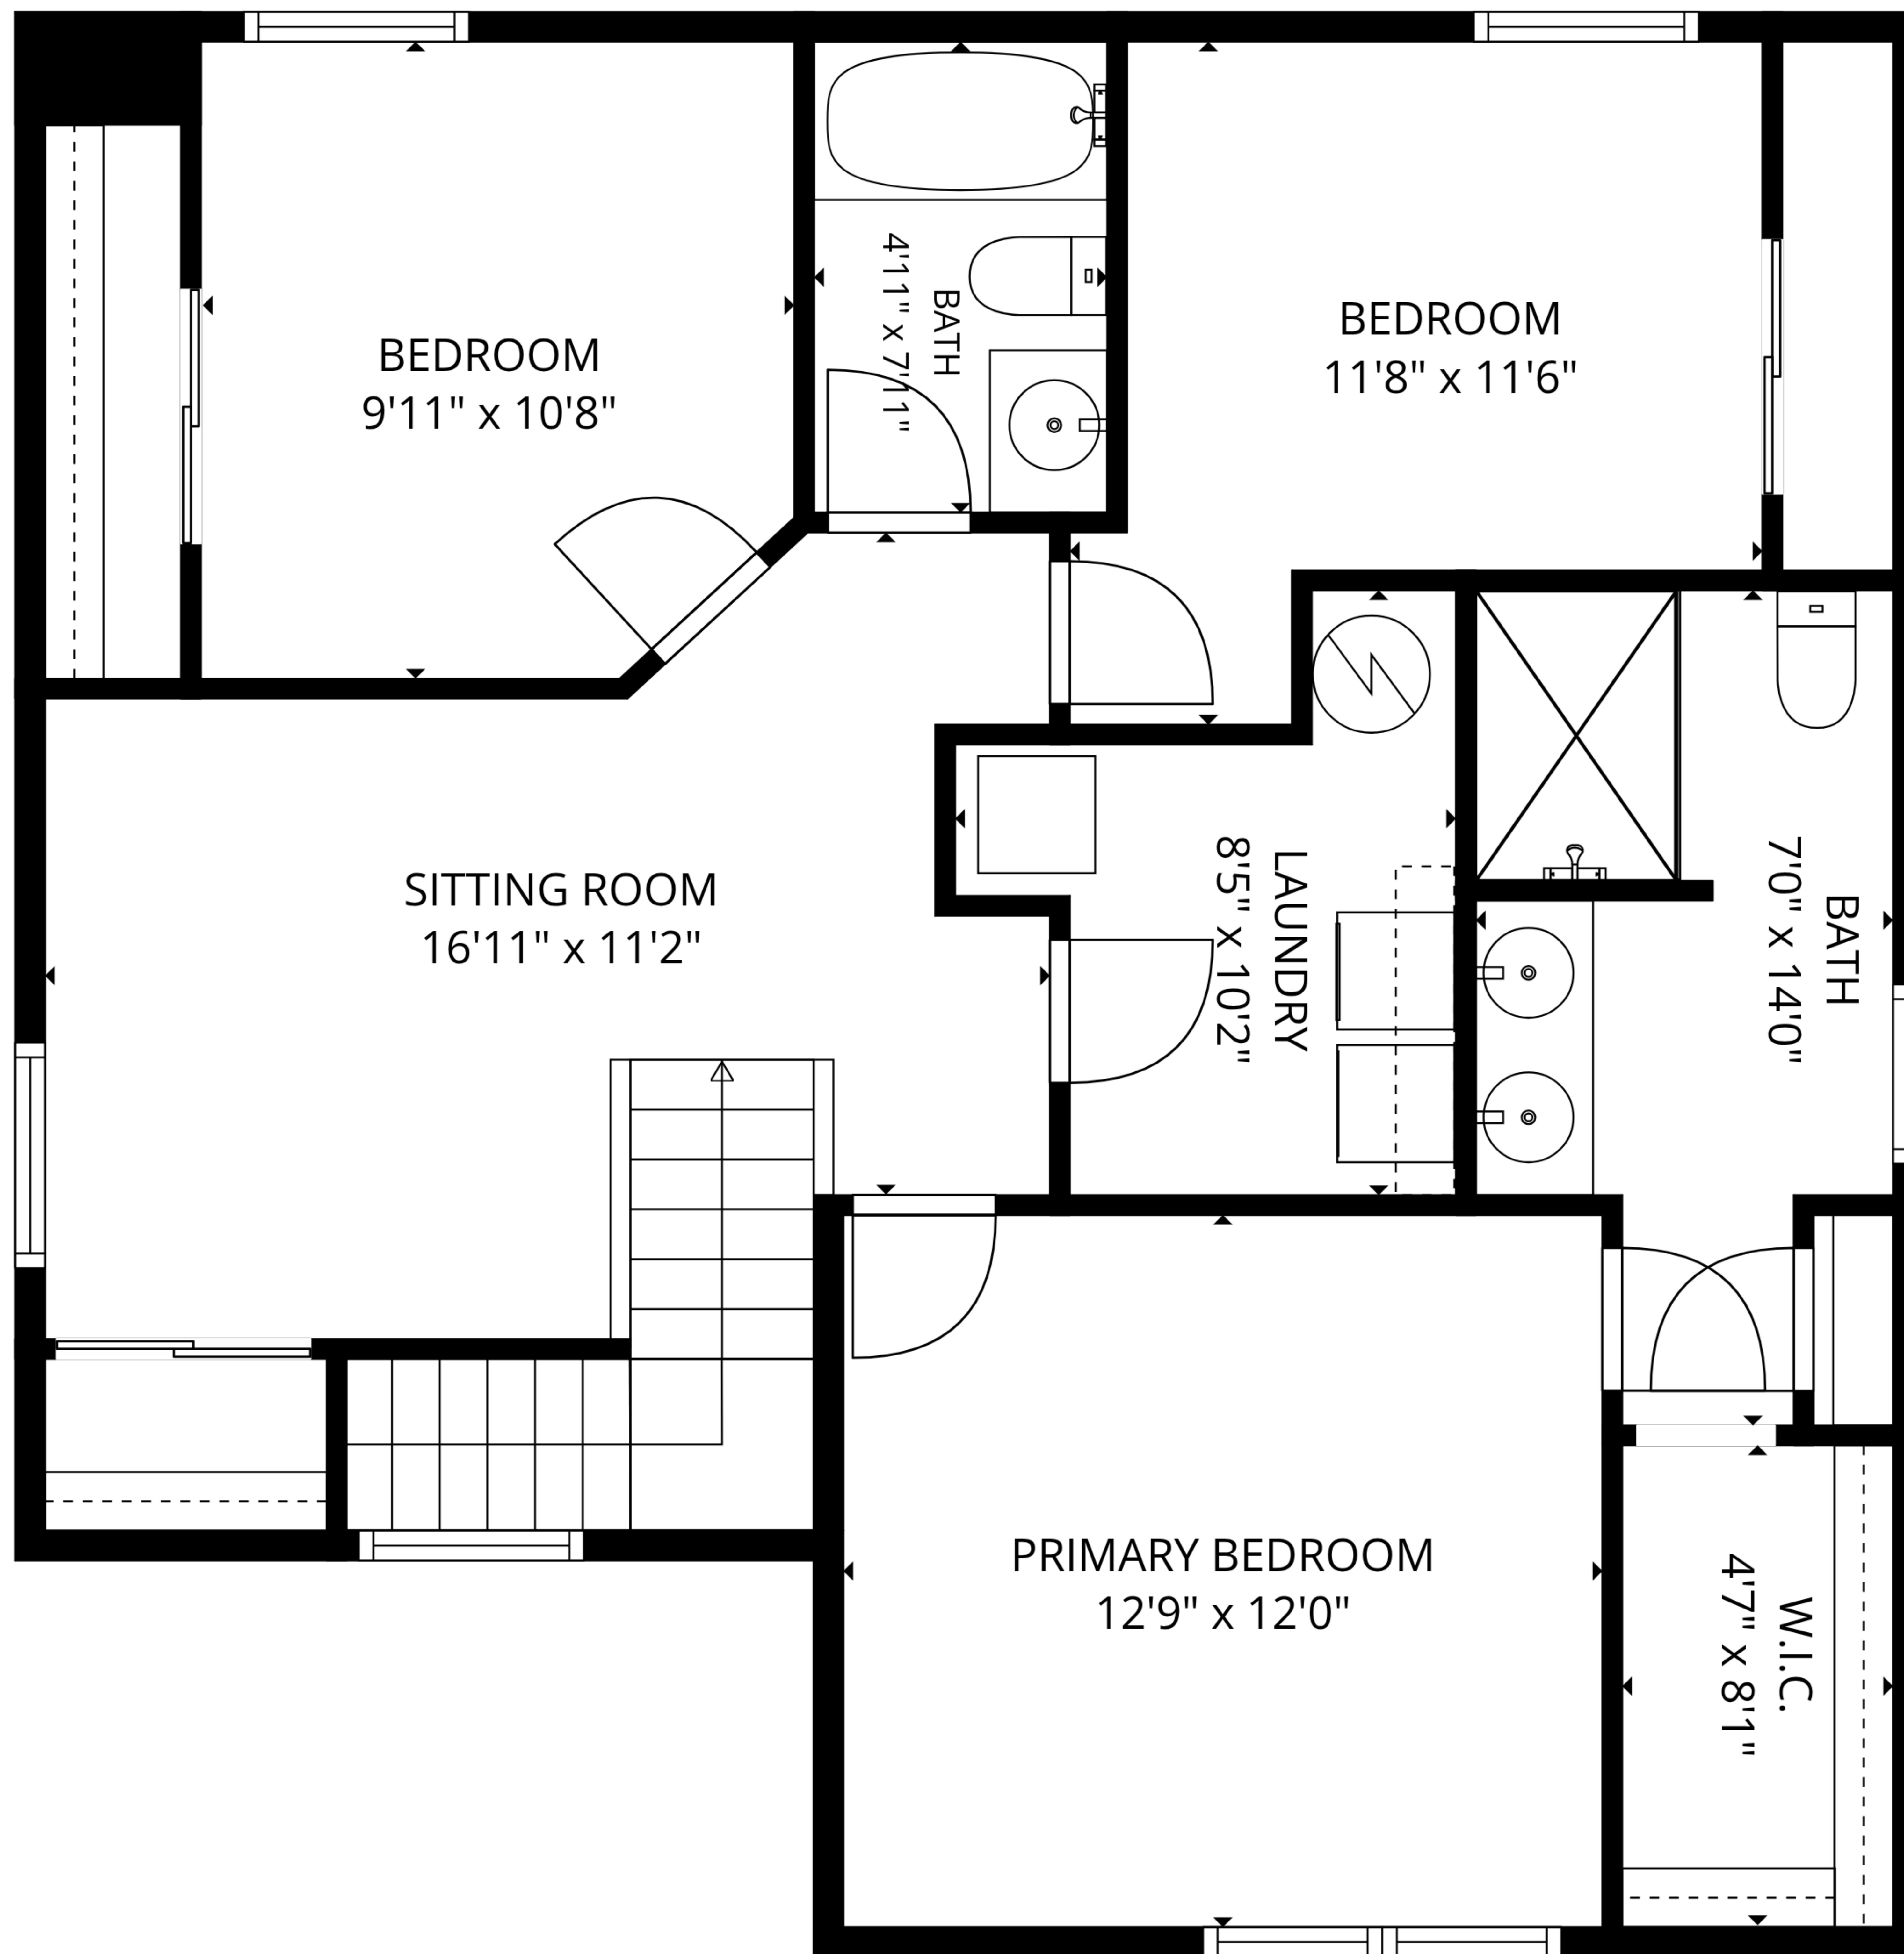 BATH
4'11" x 7'11"
BEDROOM
11'8" x 11'6"
BEDROOM
9'11" x 10'8"
SITTING ROOM
16'11" x 11'2"
LAUNDRY
8'5" x 10'2"
BATH
7'0" x 14'0"
PRIMARY BEDROOM
12'9" x 12'0"
W.I.C.
4'7" x 8'1"